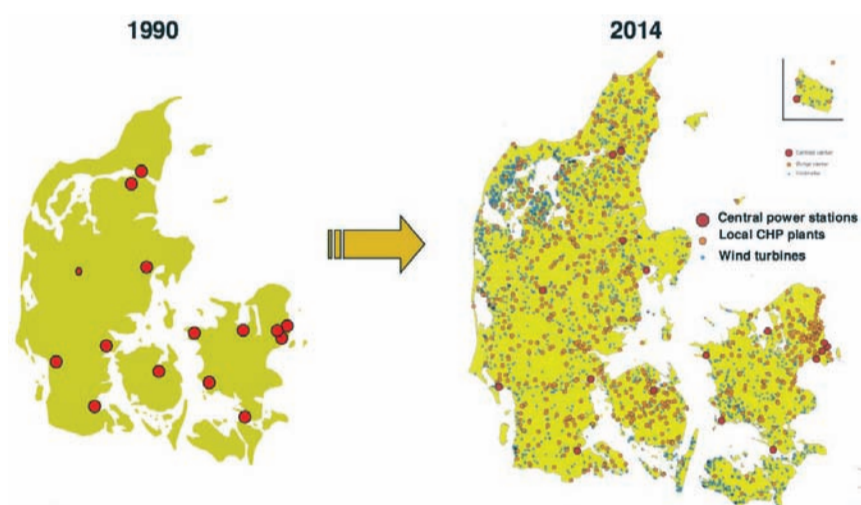 1990
2014
Central power stations
Local CHP plants
Wind turbines